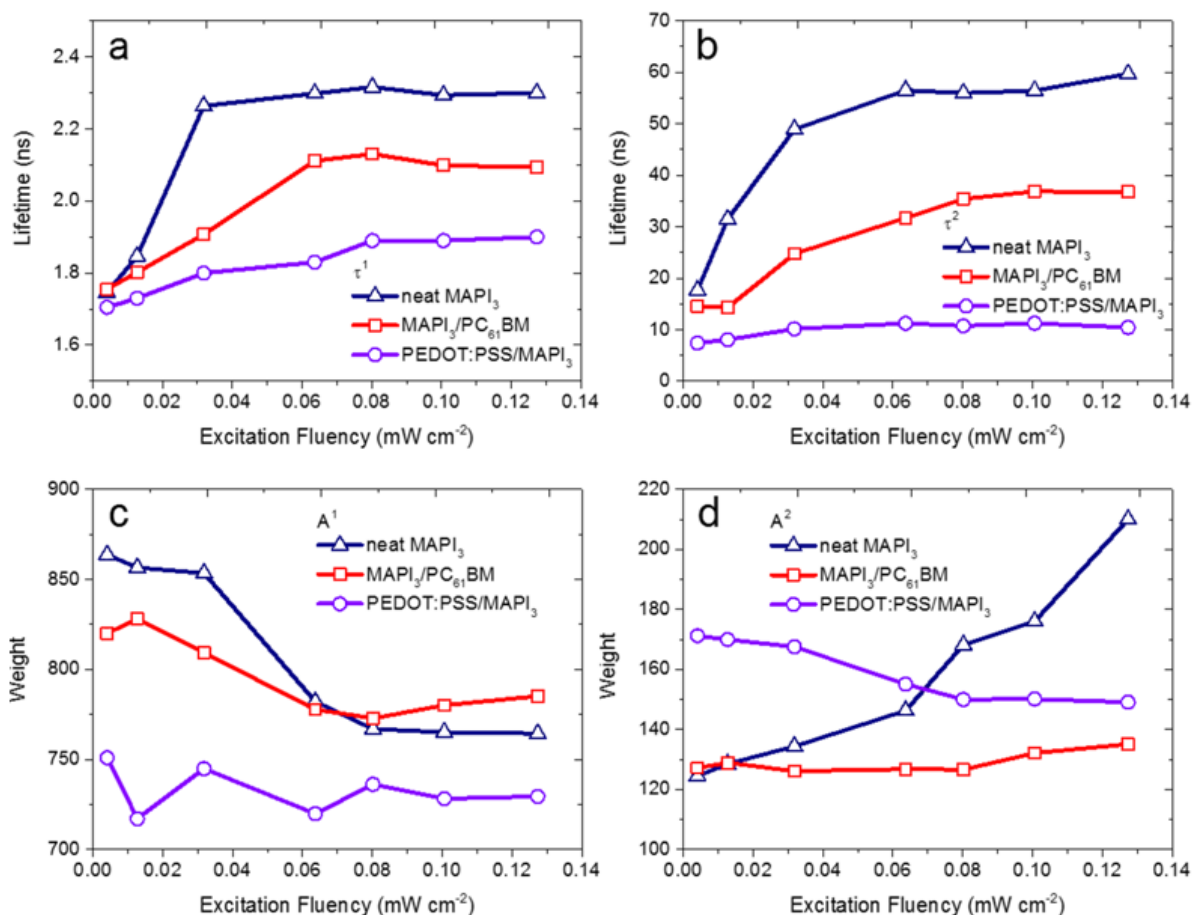 a
2.4
2.2
2.0
1.8
1.6
Lifetime (ns)
τ¹
neat MAPI₃
MAPI₃/PC₆₁BM
PEDOT:PSS/MAPI₃
0.00 0.02 0.04 0.06 0.08 0.10 0.12 0.14
Excitation Fluency (mW cm⁻²)
b
70
60
50
40
30
20
10
0
Lifetime (ns)
τ²
neat MAPI₃
MAPI₃/PC₆₁BM
PEDOT:PSS/MAPI₃
0.00 0.02 0.04 0.06 0.08 0.10 0.12 0.14
Excitation Fluency (mW cm⁻²)
c
900
850
800
750
700
Weight
A¹
neat MAPI₃
MAPI₃/PC₆₁BM
PEDOT:PSS/MAPI₃
0.00 0.02 0.04 0.06 0.08 0.10 0.12 0.14
Excitation Fluency (mW cm⁻²)
d
220
200
180
160
140
120
100
Weight
A²
neat MAPI₃
MAPI₃/PC₆₁BM
PEDOT:PSS/MAPI₃
0.00 0.02 0.04 0.06 0.08 0.10 0.12 0.14
Excitation Fluency (mW cm⁻²)